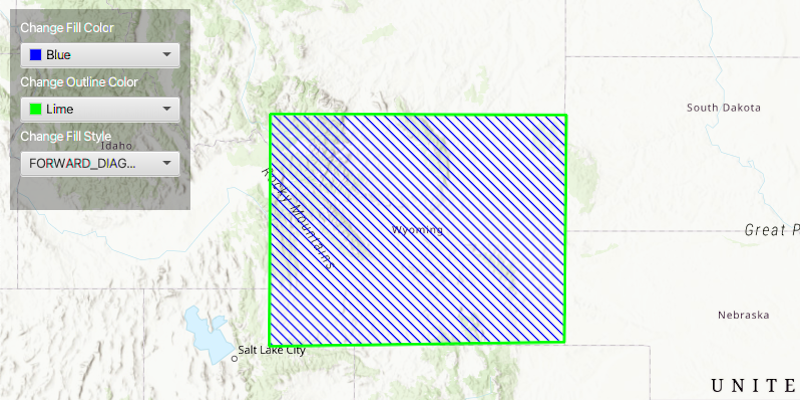 Change Fill Color
Blue
Change Outline Color
Lime
Change Fill Style
Idaho
FORWARD_DIAG...
South Dakota
Rocky Mountains
Wyoming
Great P
Nebraska
Salt Lake City
UNITE